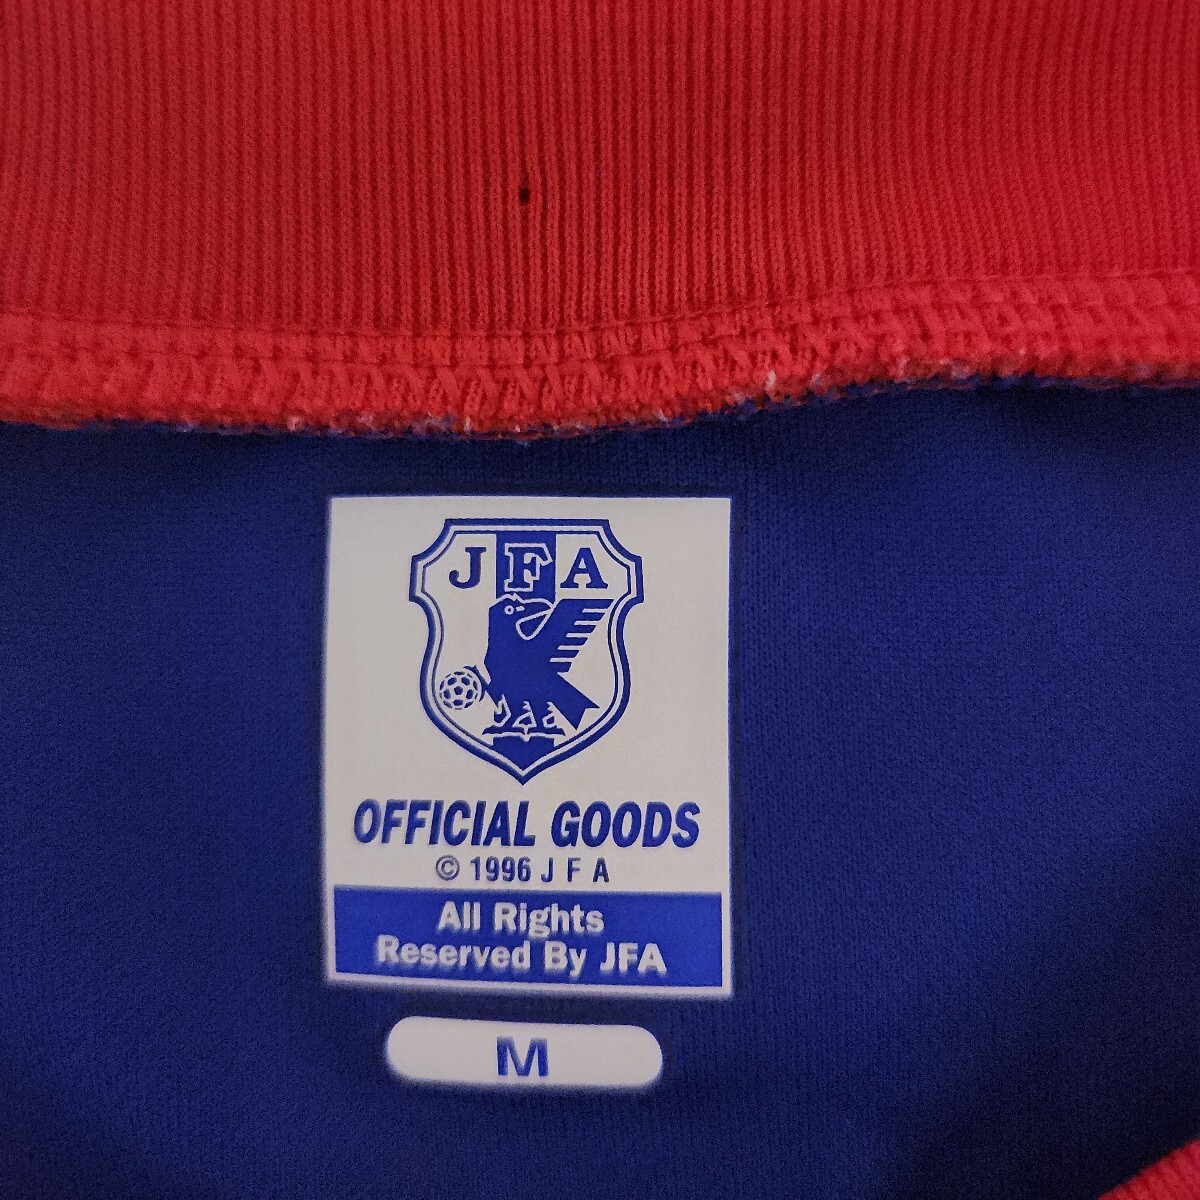 JFA
OFFICIAL GOODS
© 1996 J F A
All Rights
Reserved By JFA
M